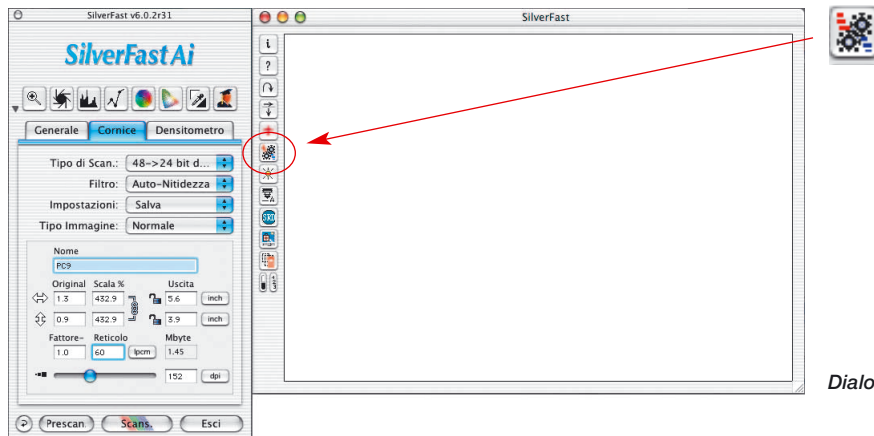 SilverFast v6.0.2r31
SilverFast Ai
Generale Cornice Densitometro
Tipo di Scan.: 48->24 bit d...
Filtro: Auto-Nitidezza
Impostazioni: Salva
Tipo Immagine: Normale
Nome
PC9
Original Scala % Uscita
1.3 432.9 5.6 inch
0.9 432.9 3.9 inch
Fattore- Reticolo Mbyte
1.0 60 lpcm 1.45
152 dpi
Prescan. Scans. Esci
SilverFast
i
?
SRD
Dialo